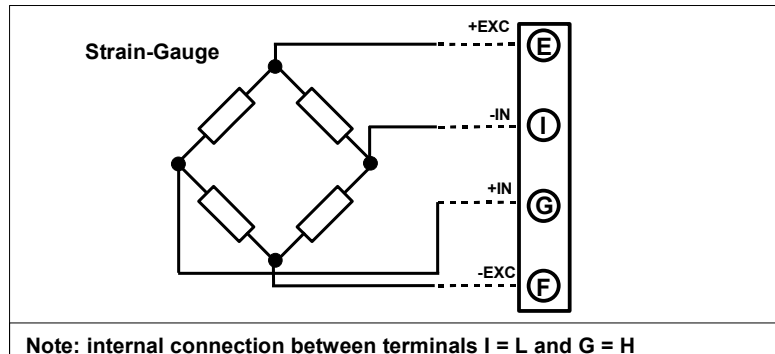 +EXC
E
Strain-Gauge
-IN
I
+IN
G
-EXC
F
Note: internal connection between terminals I = L and G = H